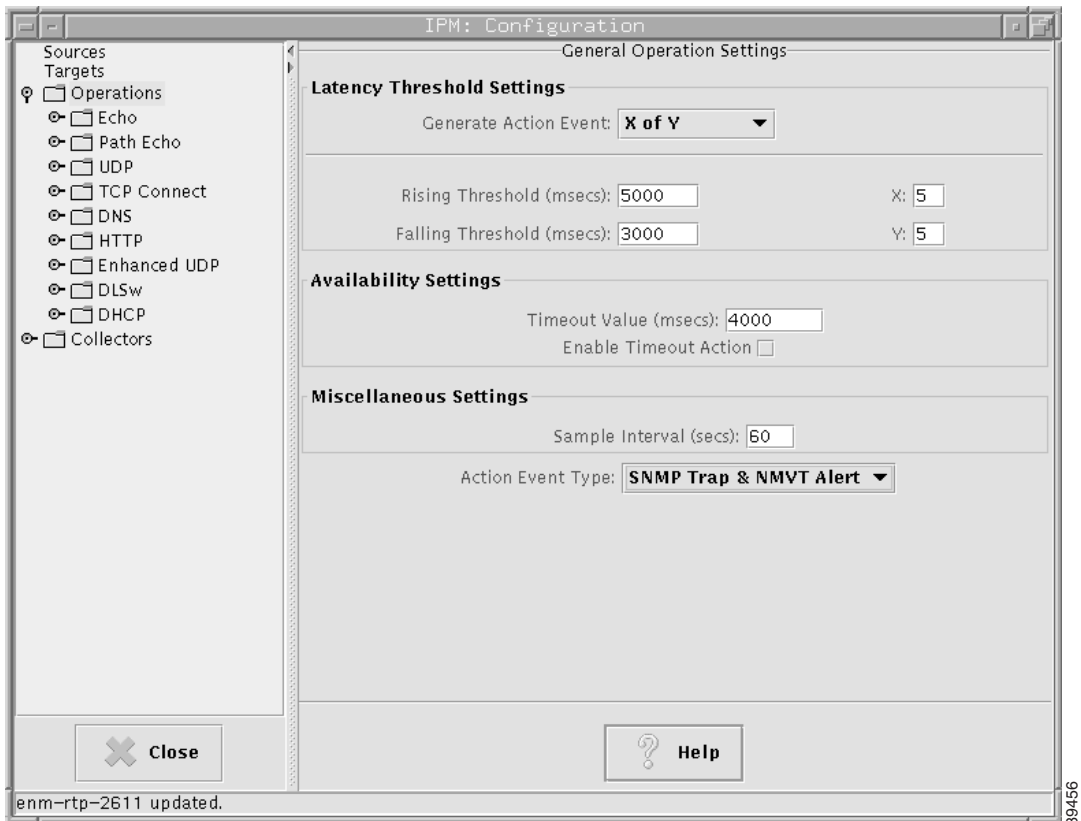 IPM: Configuration
Sources
Targets
Operations
Echo
Path Echo
UDP
TCP Connect
DNS
HTTP
Enhanced UDP
DLSw
DHCP
Collectors
General Operation Settings
Latency Threshold Settings
Generate Action Event: X of Y
Rising Threshold (msecs): 5000 X: 5
Falling Threshold (msecs): 3000 Y: 5
Availability Settings
Timeout Value (msecs): 4000
Enable Timeout Action
Miscellaneous Settings
Sample Interval (secs): 60
Action Event Type: SNMP Trap & NMVT Alert
Close
Help
enm-rtp-2611 updated.